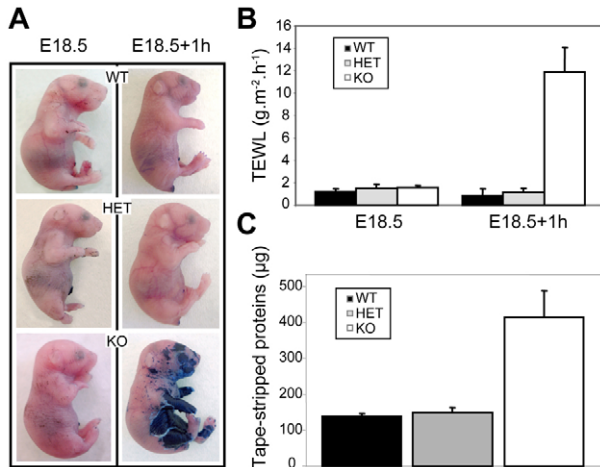 A
E18.5 E18.5+1h
WT
HET
KO
B
TEWL (g.m-2.h-1)
16
14
12
10
8
6
4
2
0
WT
HET
KO
E18.5 E18.5+1h
C
Tape-stripped proteins (µg)
500
400
300
200
100
0
WT
HET
KO